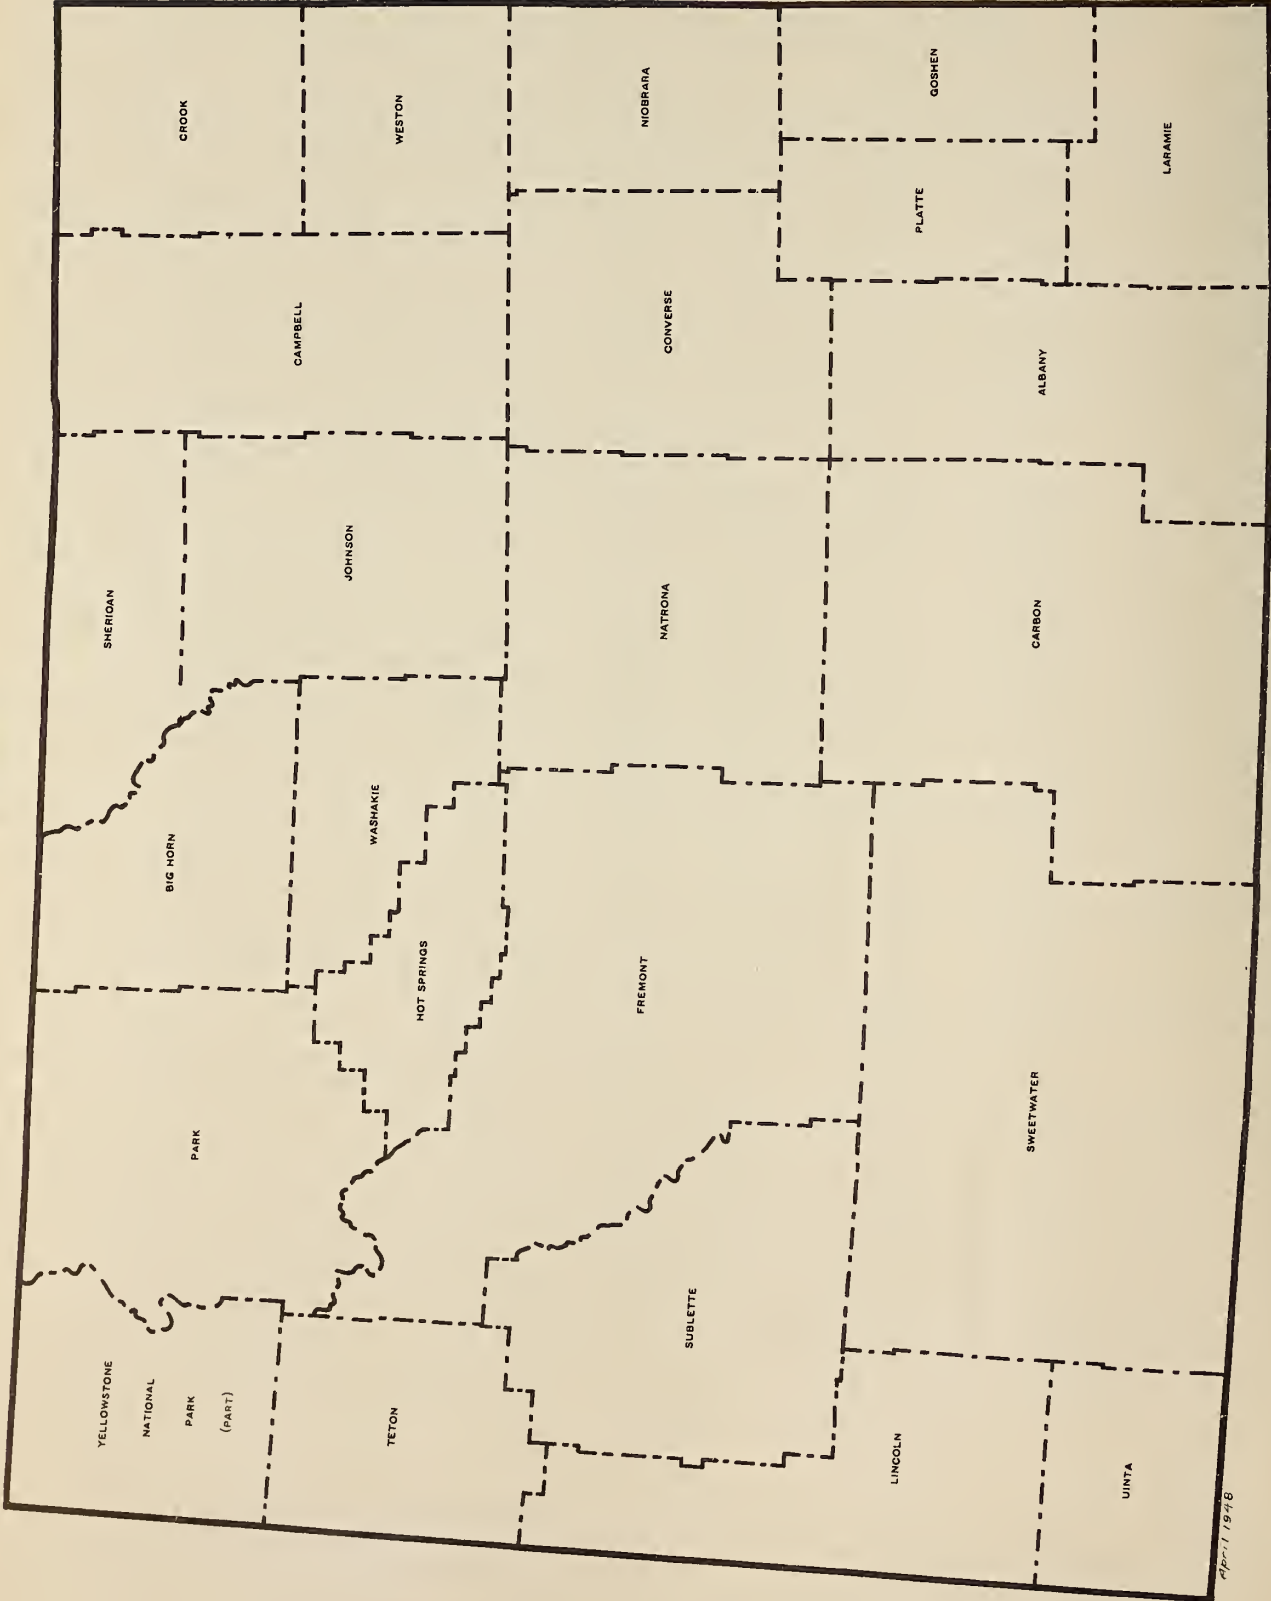 YELLOWSTONE
NATIONAL
PARK
(PART)
PARK
BIG HORN
SHERIOAN
CAMPBELL
CROOK
JOHNSON
WESTON
WASHAKIE
HOT SPRINGS
TETON
FREMONT
NATRONA
CONVERSE
NIOBRARA
SUBLETTE
PLATTE
GOSHEN
LINCOLN
SWEETWATER
CARBON
ALBANY
LARAMIE
UINTA
April 1948